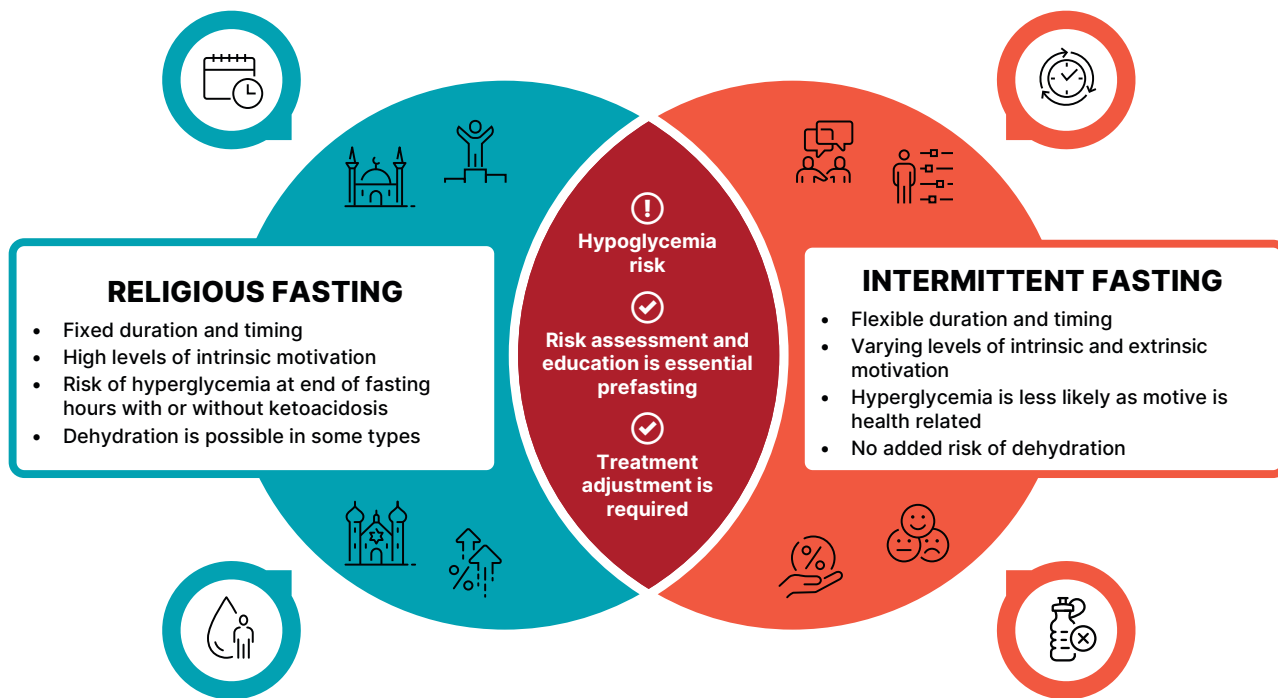 RELIGIOUS FASTING
• Fixed duration and timing
• High levels of intrinsic motivation
• Risk of hyperglycemia at end of fasting
hours with or without ketoacidosis
• Dehydration is possible in some types
Hypoglycemia
risk
Risk assessment and
education is essential
prefasting
Treatment
adjustment is
required
INTERMITTENT FASTING
• Flexible duration and timing
• Varying levels of intrinsic and extrinsic
motivation
• Hyperglycemia is less likely as motive is
health related
• No added risk of dehydration
%
%